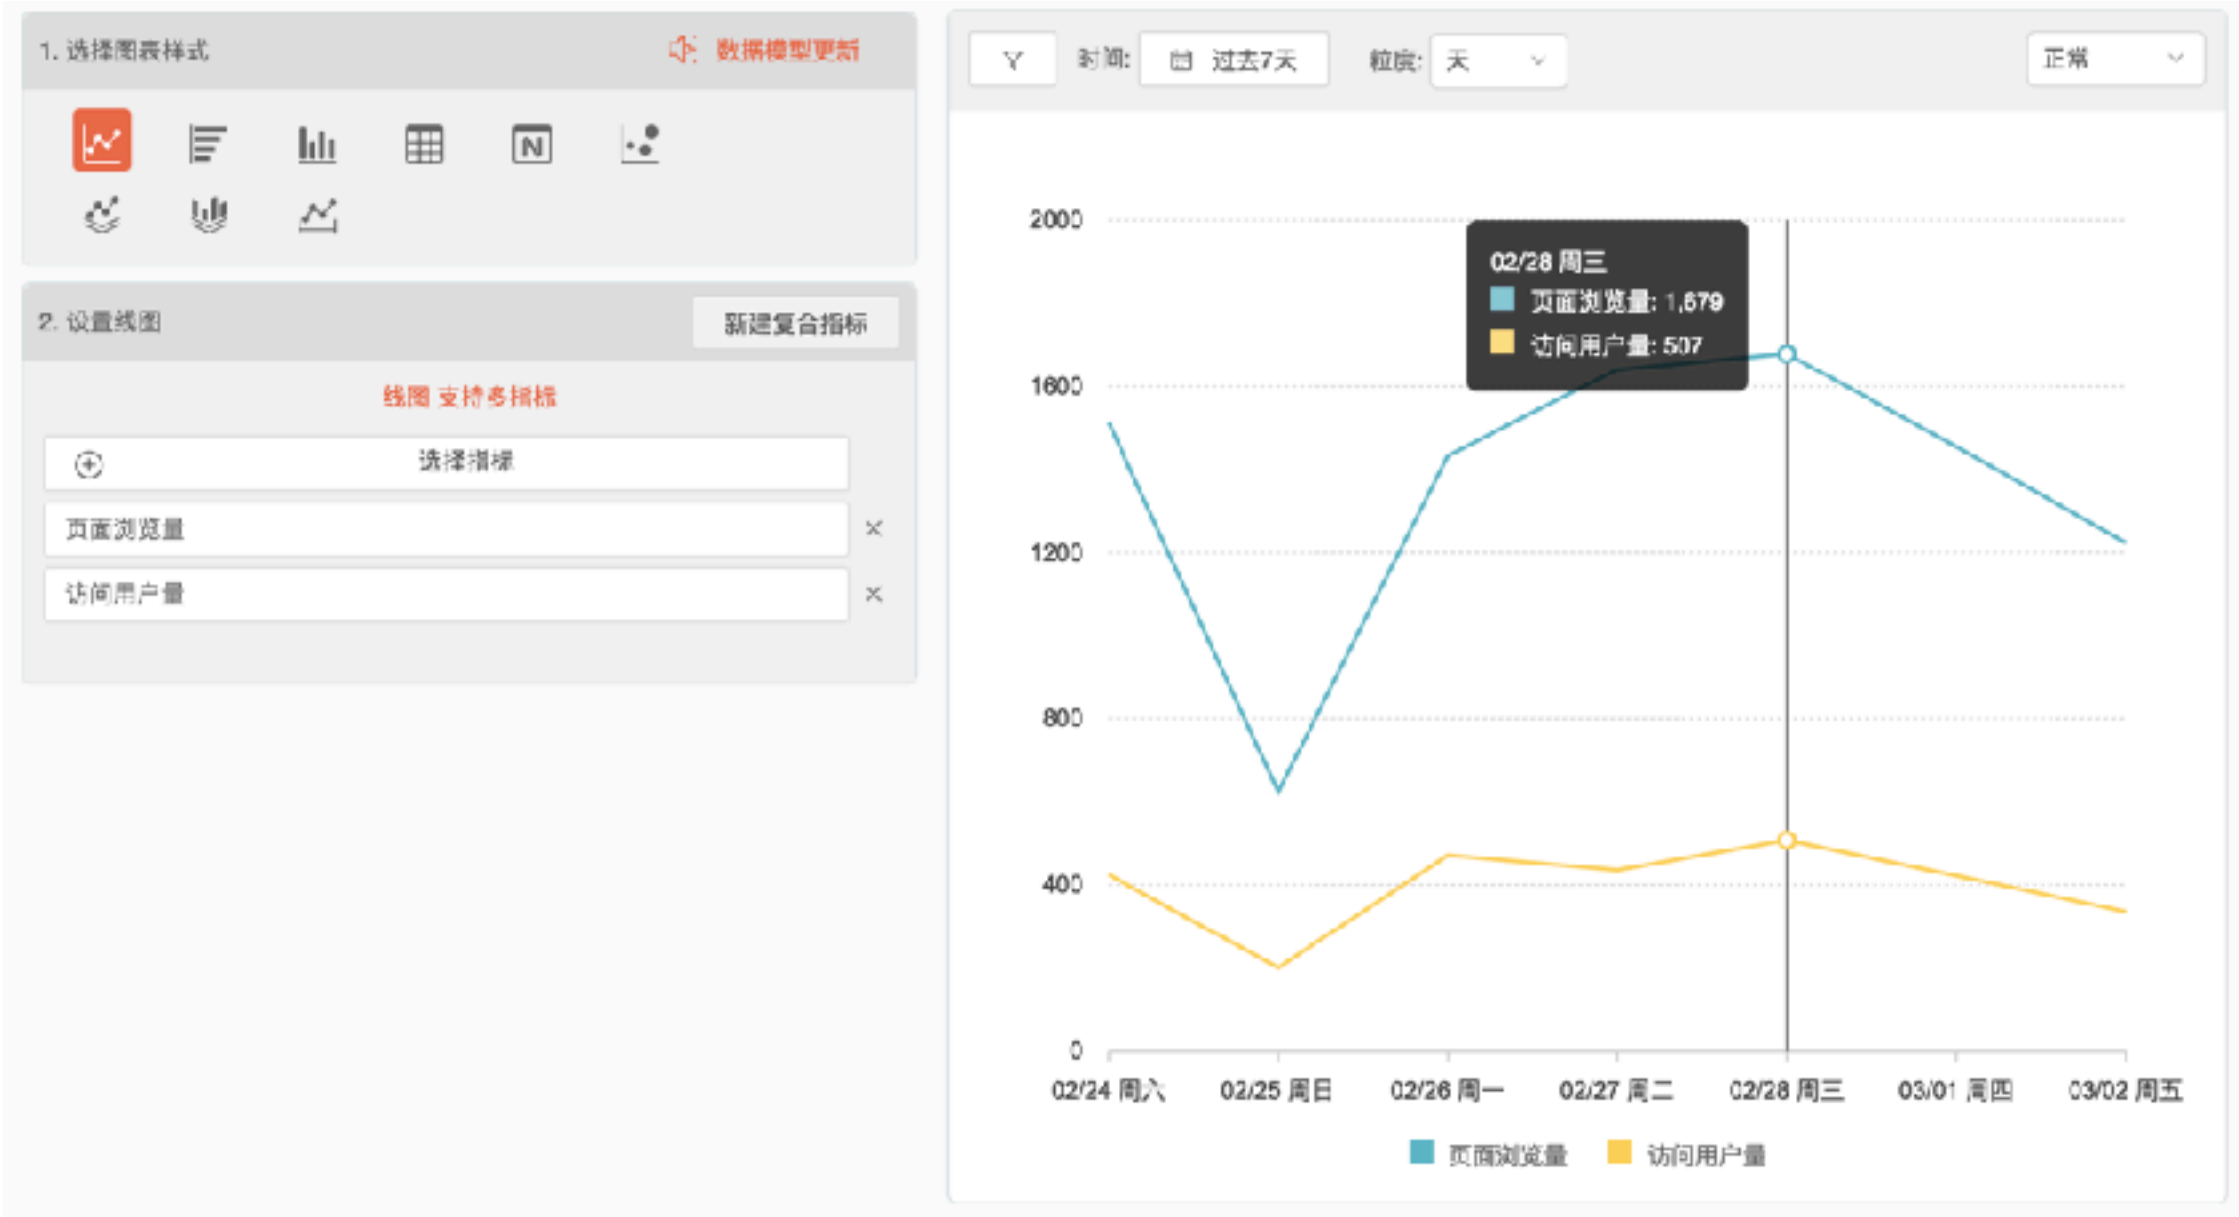 1. 选择图表样式
数据模型更新
N
2. 设置线图
新建复合指标
线图 支持多指标
选择指标
页面浏览量
访问用户量
时间: 过去7天 粒度: 天
正常
2000
1600
1200
800
400
0
02/28 周三
页面浏览量: 1,679
访问用户量: 507
02/24 周六 02/25 周日 02/26 周一 02/27 周二 02/28 周三 03/01 周四 03/02 周五
页面浏览量 访问用户量